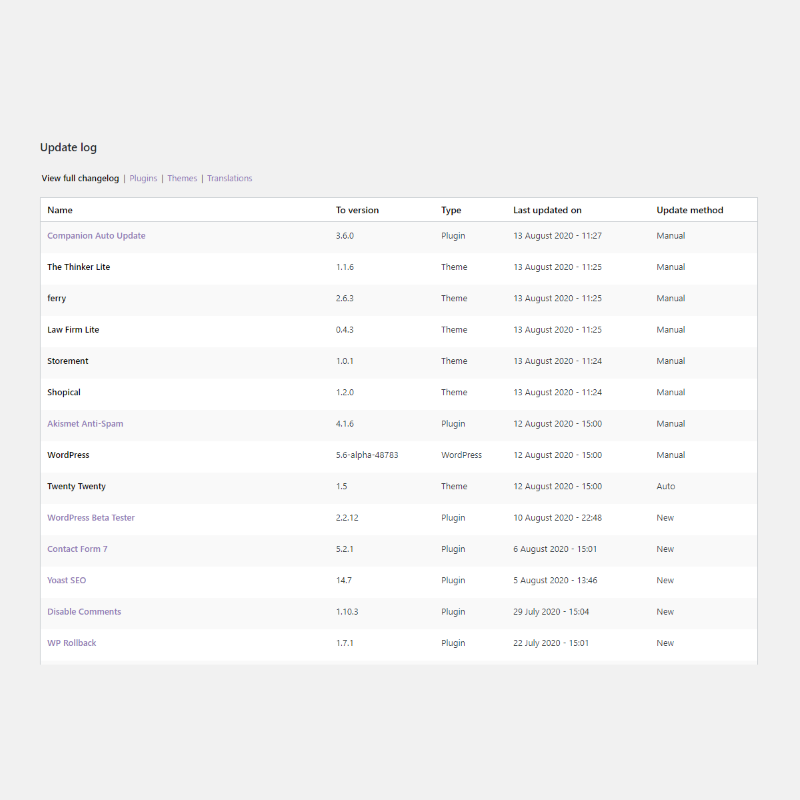 Update log
View full changelog | Plugins | Themes | Translations
Name To version Type Last updated on Update method
Companion Auto Update 3.6.0 Plugin 13 August 2020 - 11:27 Manual
The Thinker Lite 1.1.6 Theme 13 August 2020 - 11:25 Manual
ferry 2.6.3 Theme 13 August 2020 - 11:25 Manual
Law Firm Lite 0.4.3 Theme 13 August 2020 - 11:25 Manual
Storement 1.0.1 Theme 13 August 2020 - 11:24 Manual
Shopical 1.2.0 Theme 13 August 2020 - 11:24 Manual
Akismet Anti-Spam 4.1.6 Plugin 12 August 2020 - 15:00 Manual
WordPress 5.6-alpha-48783 WordPress 12 August 2020 - 15:00 Manual
Twenty Twenty 1.5 Theme 12 August 2020 - 15:00 Auto
WordPress Beta Tester 2.2.12 Plugin 10 August 2020 - 22:48 New
Contact Form 7 5.2.1 Plugin 6 August 2020 - 15:01 New
Yoast SEO 14.7 Plugin 5 August 2020 - 13:46 New
Disable Comments 1.10.3 Plugin 29 July 2020 - 15:04 New
WP Rollback 1.7.1 Plugin 22 July 2020 - 15:01 New